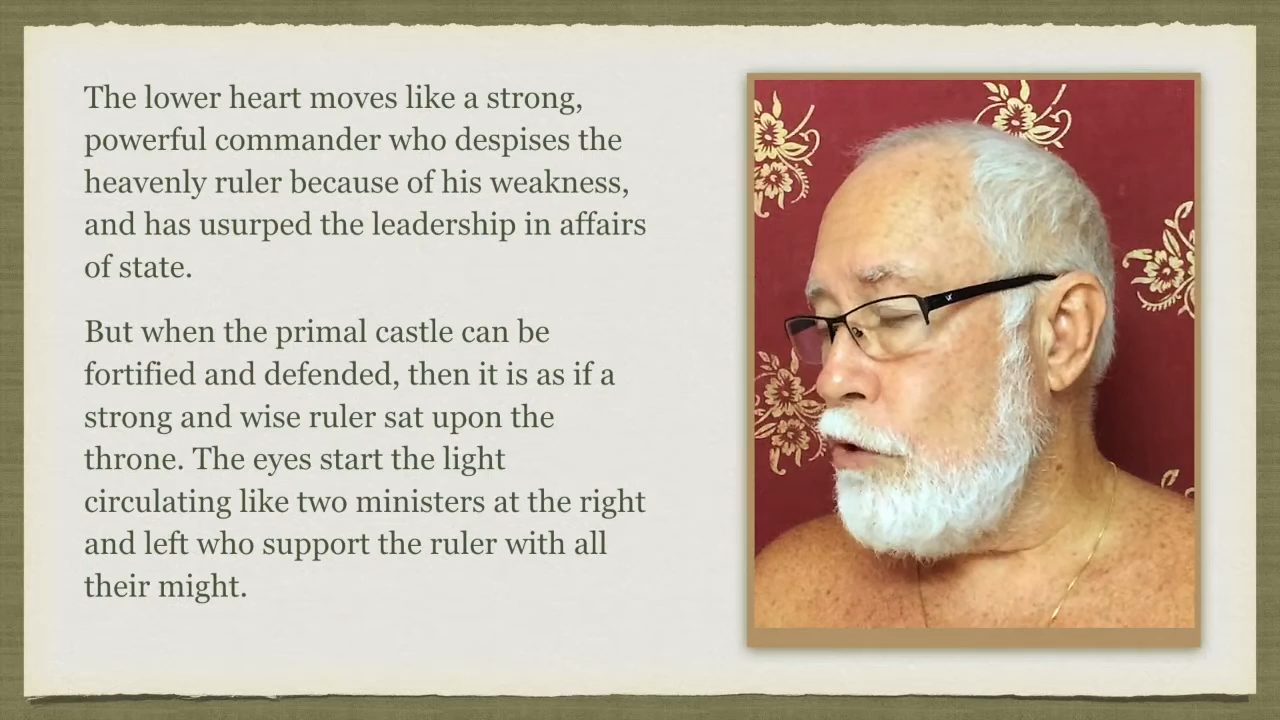 The lower heart moves like a strong,
powerful commander who despises the
heavenly ruler because of his weakness,
and has usurped the leadership in affairs
of state.
But when the primal castle can be
fortified and defended, then it is as if a
strong and wise ruler sat upon the
throne. The eyes start the light
circulating like two ministers at the right
and left who support the ruler with all
their might.